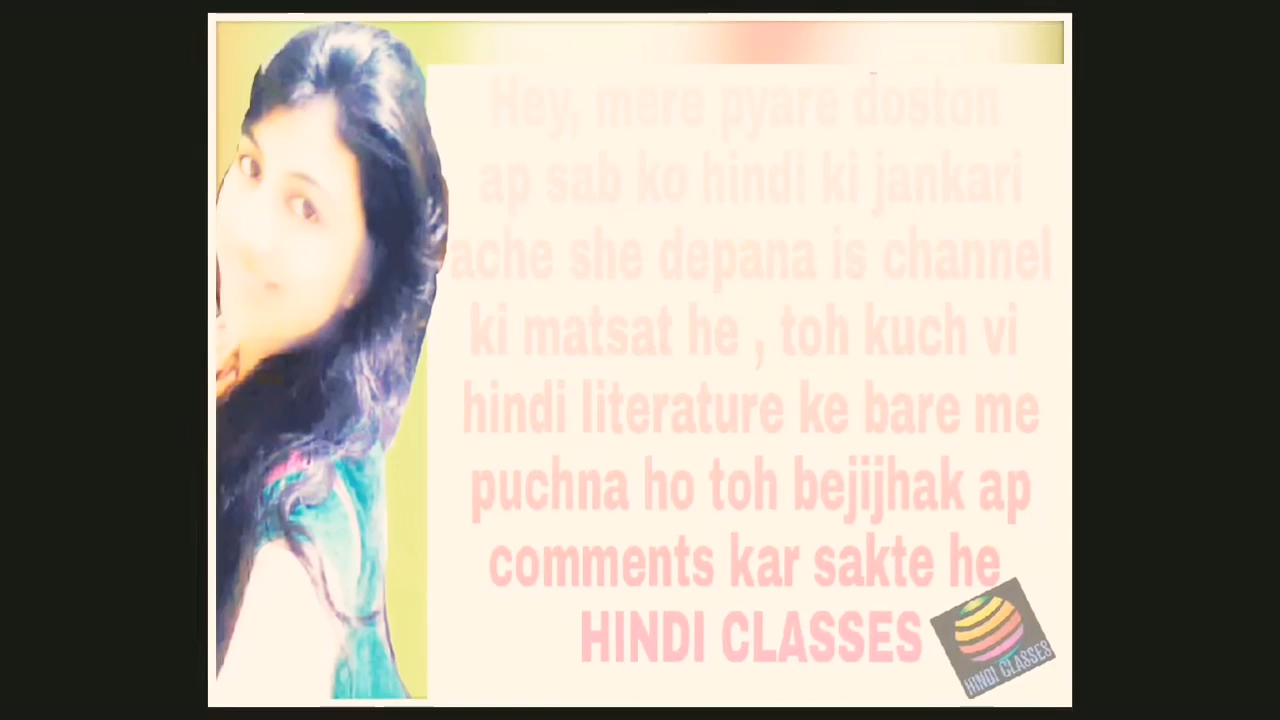 Hey, mere pyare doston
ap sab ko hindi ki jankari
ache she depana is channel
ki matsat he , toh kuch vi
hindi literature ke bare me
puchna ho toh bejijhak ap
comments kar sakte he
HINDI CLASSES
HINDI CLASSES